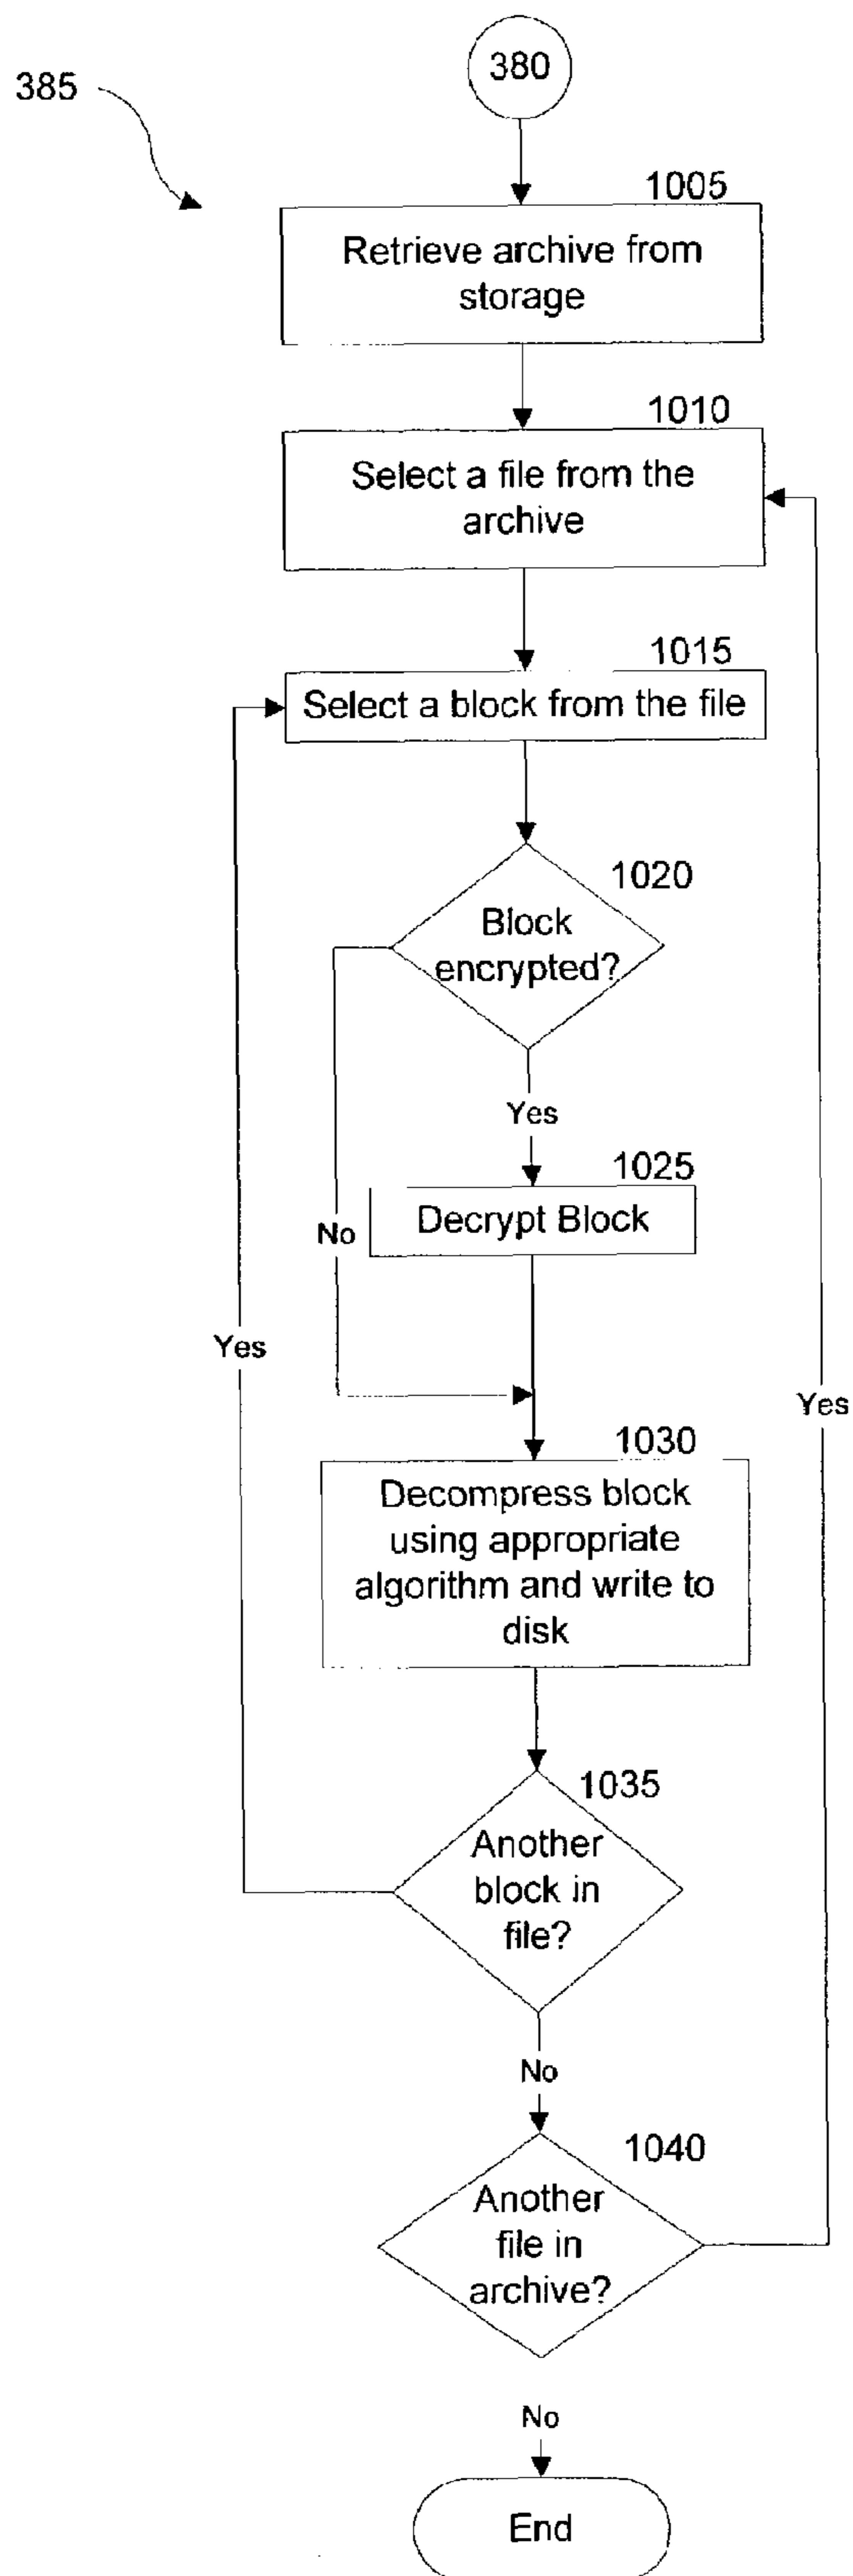 380
385
1005
Retrieve archive from
storage
1010
Select a file from the
archive
1015
Select a block from the file
1020
Block
encrypted?
Yes
1025
Decrypt Block
No
Yes
Yes
1030
Decompress block
using appropriate
algorithm and write to
disk
1035
Another
block in
file?
No
1040
Another
file in
archive?
No
End